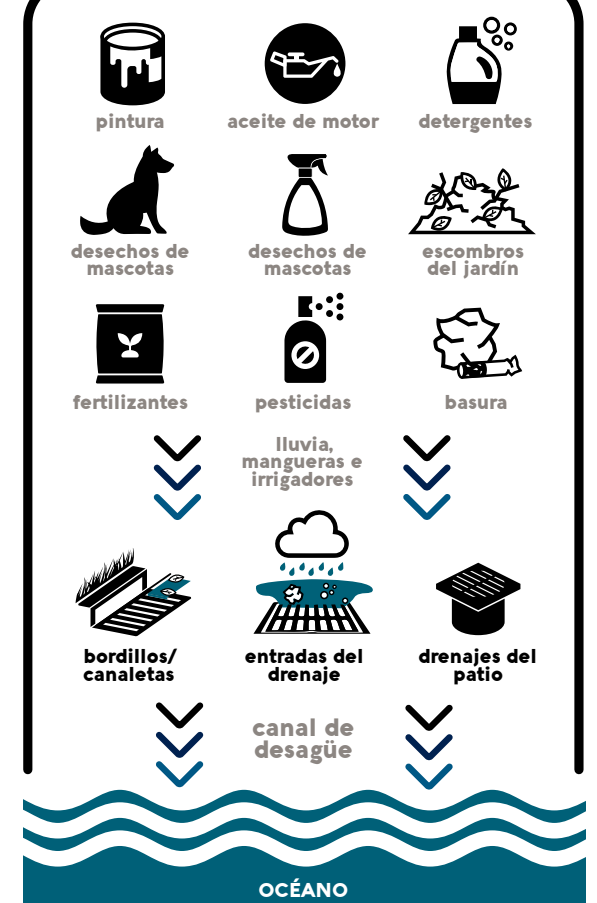 pintura
aceite de motor
detergentes
desechos de
mascotas
desechos de
mascotas
escombros
del jardín
fertilizantes
pesticidas
basura
lluvia,
mangueras e
irrigadores
bordillos/
canaletas
entradas del
drenaje
drenajes del
patio
canal de
desagüe
OCÉANO